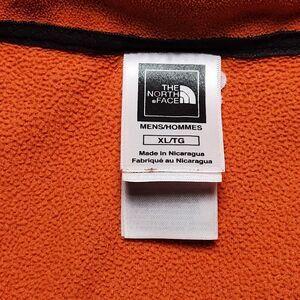 THE
NORTH
FACE
MENS/HOMMES
XL/TG
Made in Nicaragua
Fabriqué au Nicaragua